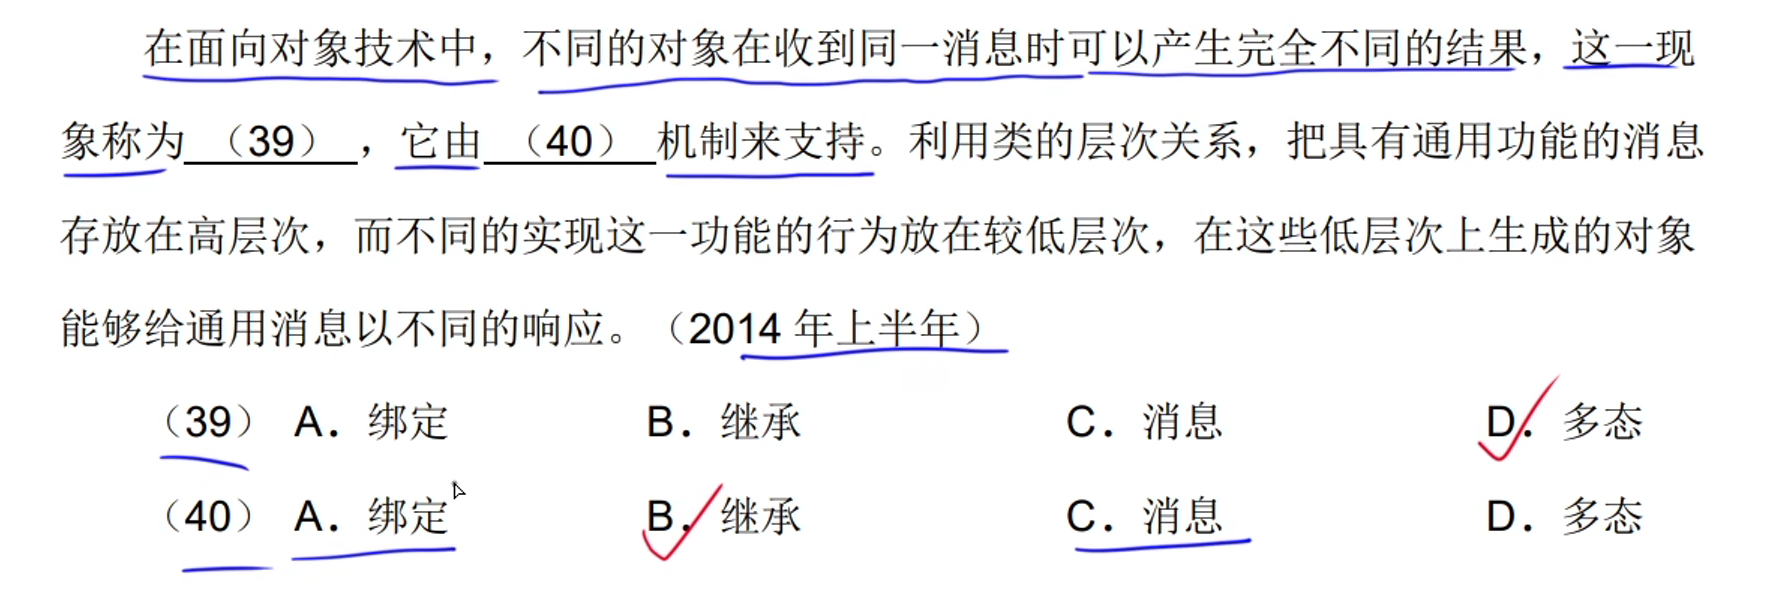 在面向对象技术中，不同的对象在收到同一消息时可以产生完全不同的结果，这一现
象称为（39），它由（40）机制来支持。利用类的层次关系，把具有通用功能的消息
存放在高层次，而不同的实现这一功能的行为放在较低层次，在这些低层次上生成的对象
能够给通用消息以不同的响应。（2014 年上半年）
（39） A．绑定 B．继承 C．消息 D．多态
（40） A．绑定 B．继承 C．消息 D．多态